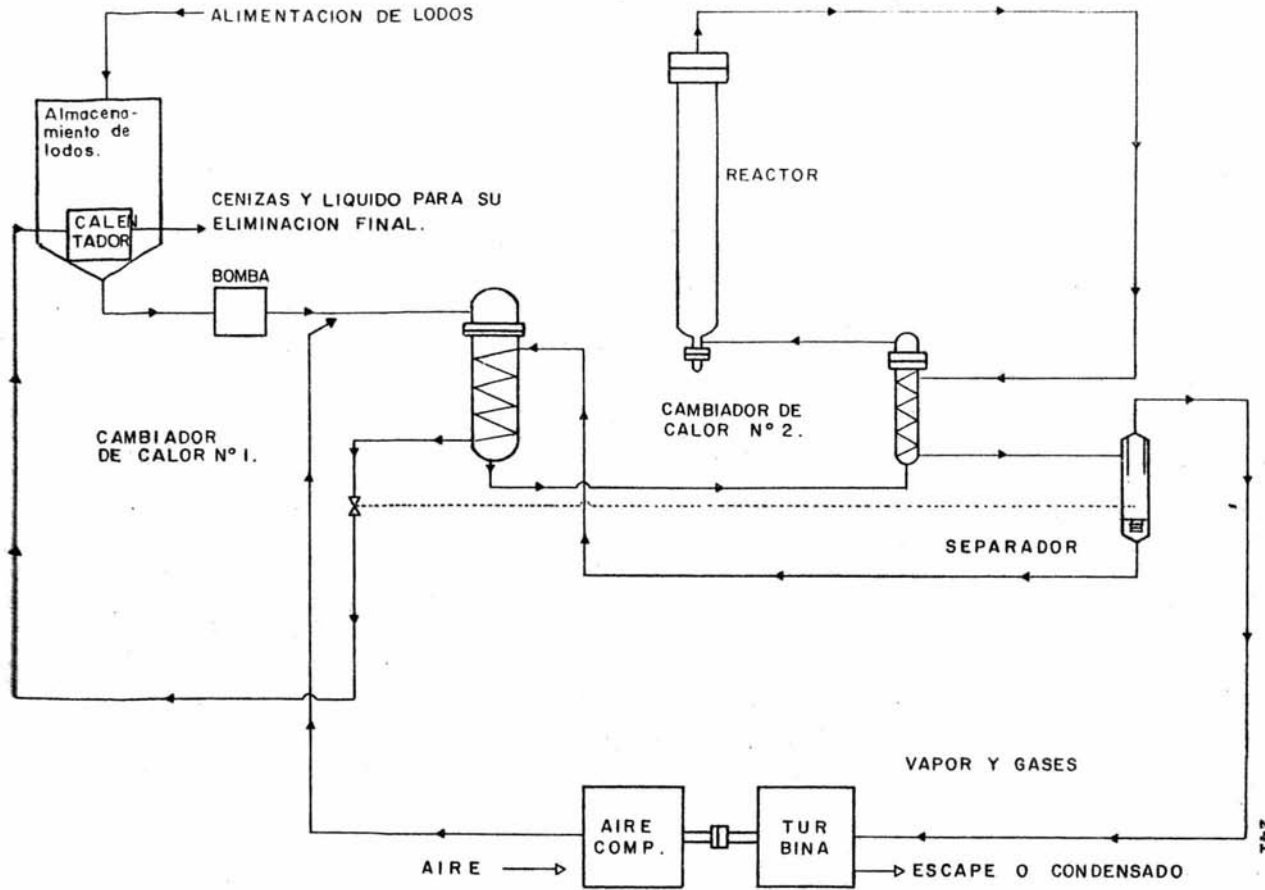 ALIMENTACION DE LODOS
Almacena-
miento de
lodos.
CALEN
TADOR
CENIZAS Y LIQUIDO PARA SU
ELIMINACION FINAL.
BOMBA
REACTOR
CAMBIADOR
DE CALOR Nº 1.
CAMBIADOR DE
CALOR Nº 2.
SEPARADOR
VAPOR Y GASES
AIRE
COMP.
TUR
BINA
AIRE
ESCAPE O CONDENSADO